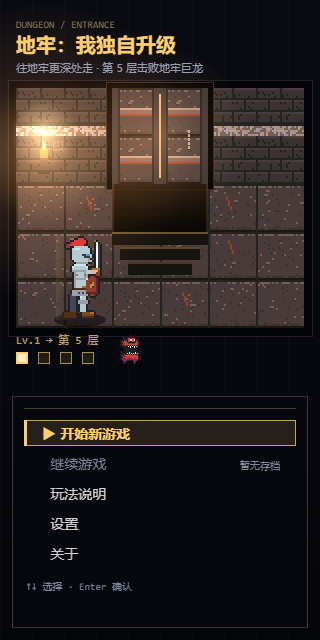 DUNGEON / ENTRANCE
地牢：我独自升级
往地牢更深处走 · 第 5 层击败地牢巨龙
Lv.1 → 第 5 层
▶ 开始新游戏
继续游戏 暂无存档
玩法说明
设置
关于
↑↓ 选择 · Enter 确认